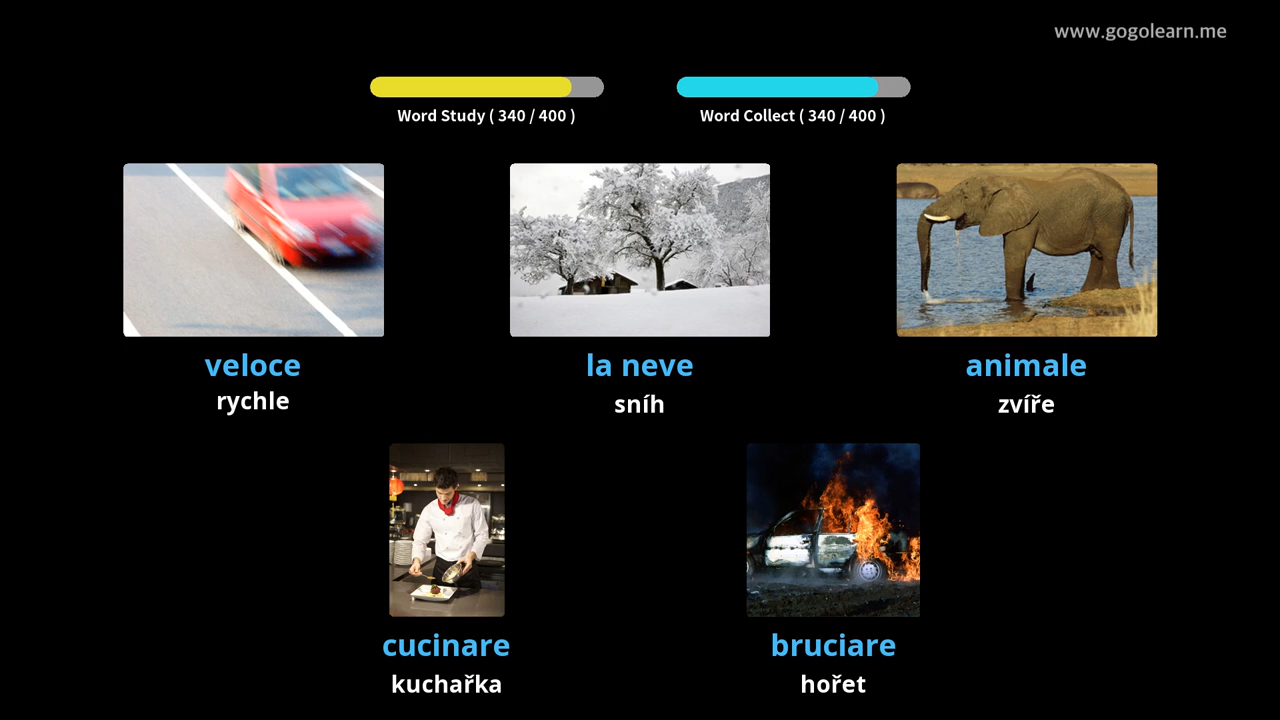 www.gogolearn.me
Word Study ( 340 / 400 )
Word Collect ( 340 / 400 )
veloce
rychle
la neve
sníh
animale
zvíře
cucinare
kuchařka
bruciare
hořet